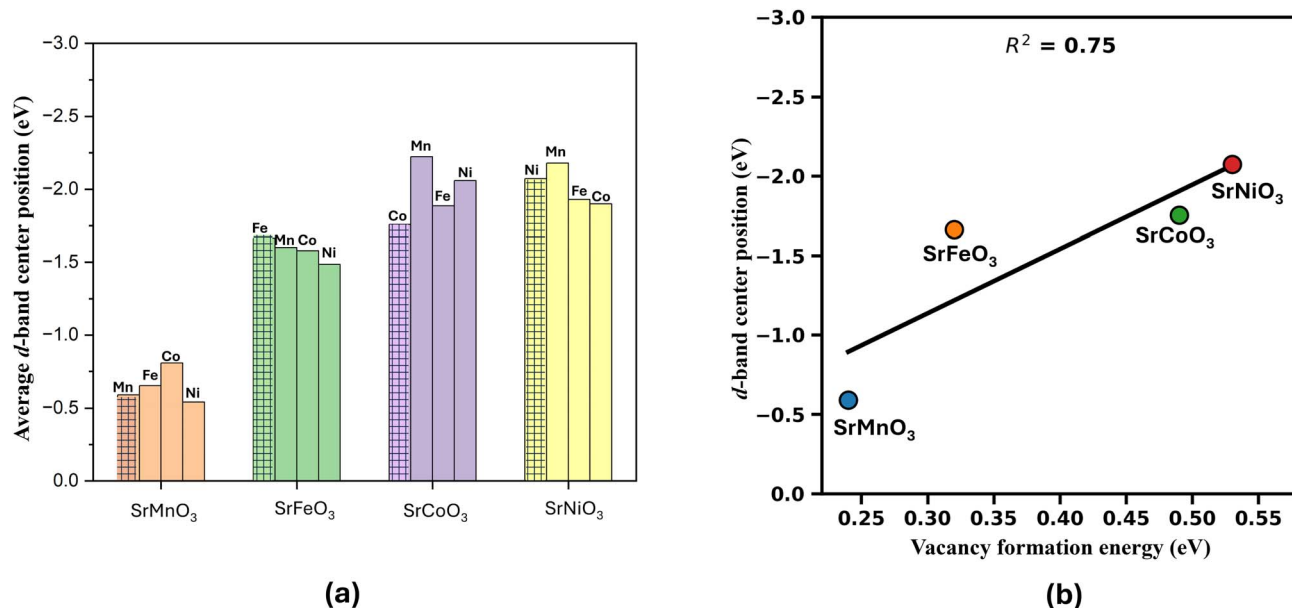 −3.0
−2.5
−2.0
−1.5
−1.0
−0.5
0.0
Average d-band center position (eV)
Mn
Fe
Co
Ni
Fe
Mn
Co
Ni
Co
Mn
Fe
Ni
Ni
Mn
Fe
Co
SrMnO₃
SrFeO₃
SrCoO₃
SrNiO₃
(a)
−3.0
−2.5
−2.0
−1.5
−1.0
−0.5
0.0
d-band center position (eV)
R² = 0.75
SrNiO₃
SrCoO₃
SrFeO₃
SrMnO₃
0.25 0.30 0.35 0.40 0.45 0.50 0.55
Vacancy formation energy (eV)
(b)